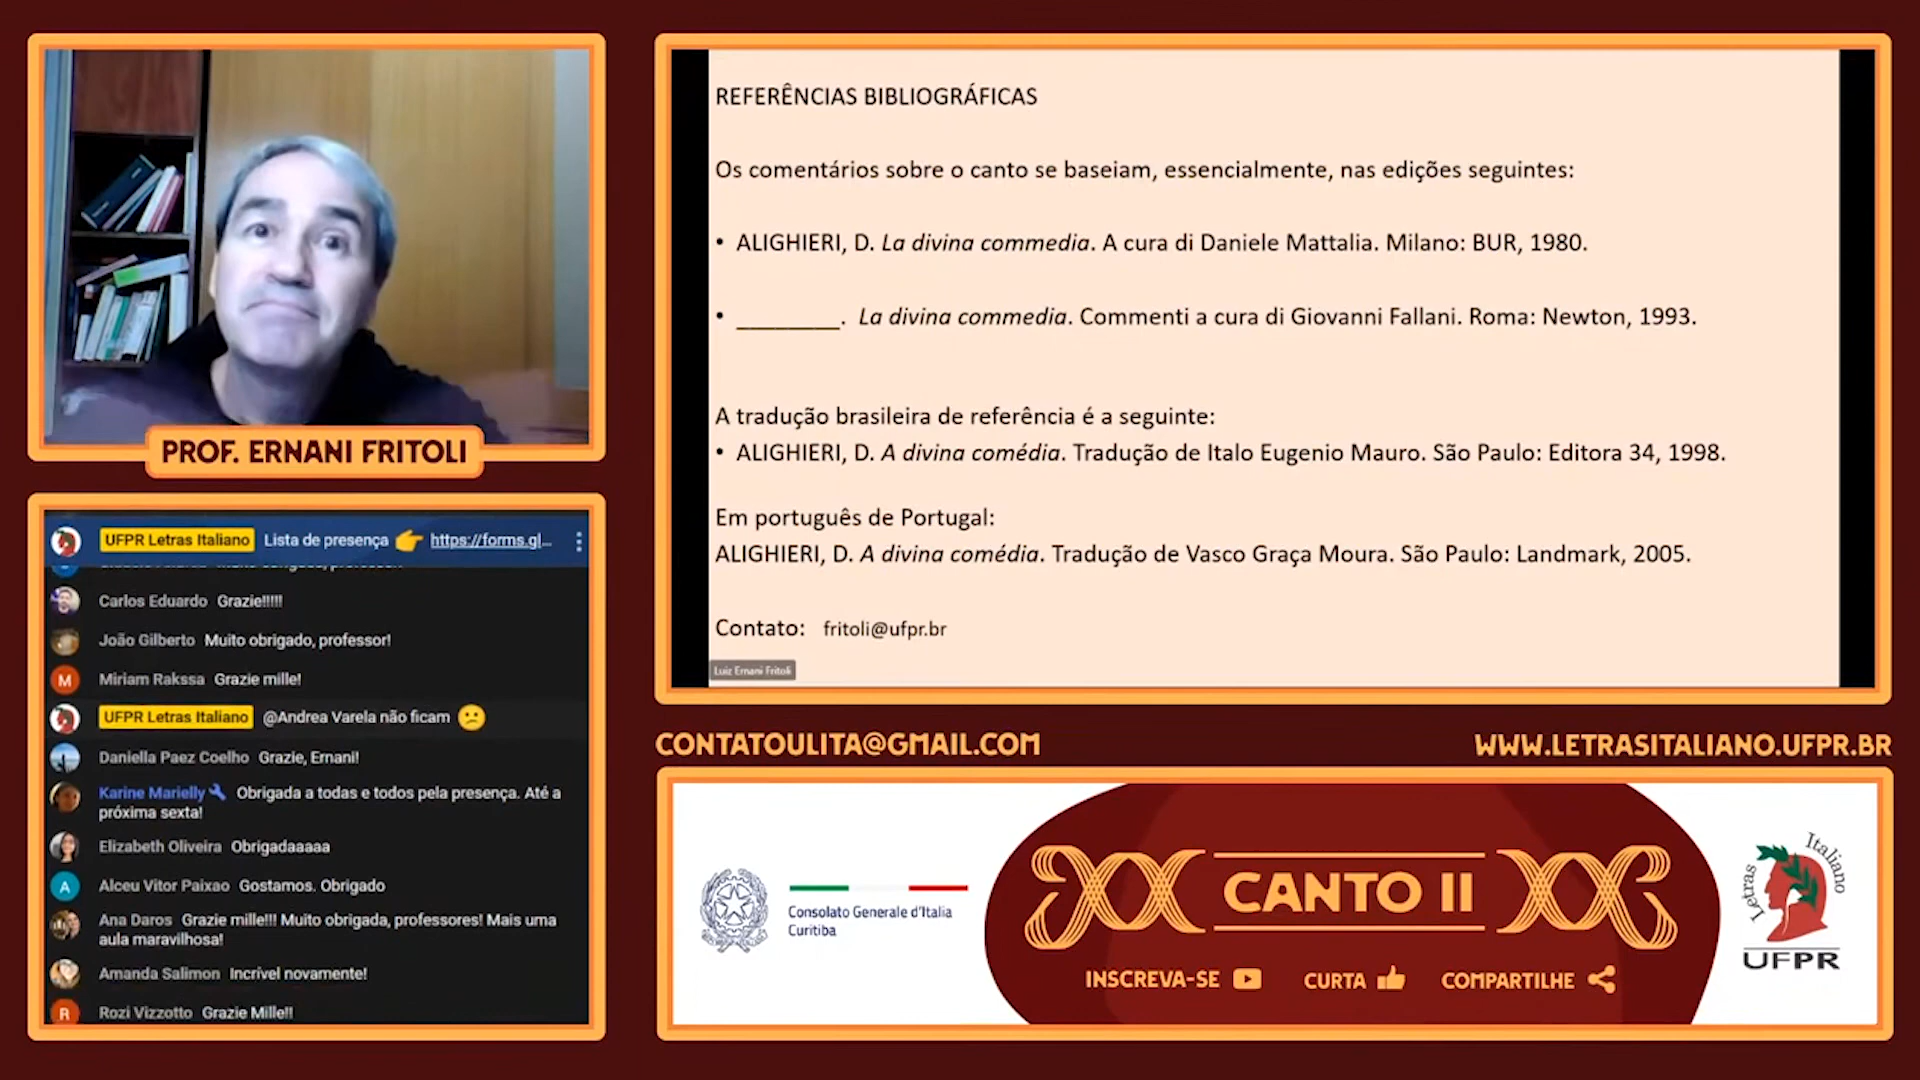 PROF. ERNANI FRITOLI
UFPR Letras Italiano Lista de presença 👉 https://forms.gl...
Carlos Eduardo Grazie!!!!!
João Gilberto Muito obrigado, professor!
M Miriam Rakssa Grazie mille!
UFPR Letras Italiano @Andrea Varela não ficam 😕
Daniella Paez Coelho Grazie, Ernani!
Karine Marielly Obrigada a todas e todos pela presença. Até a
próxima sexta!
Elizabeth Oliveira Obrigadaaaaa
A Alceu Vitor Paixao Gostamos. Obrigado
Ana Daros Grazie mille!!! Muito obrigada, professores! Mais uma
aula maravilhosa!
Amanda Salimon Incrível novamente!
R Rozi Vizzotto Grazie Mille!!
REFERÊNCIAS BIBLIOGRÁFICAS
Os comentários sobre o canto se baseiam, essencialmente, nas edições seguintes:
• ALIGHIERI, D. La divina commedia. A cura di Daniele Mattalia. Milano: BUR, 1980.
• ________. La divina commedia. Commenti a cura di Giovanni Fallani. Roma: Newton, 1993.
A tradução brasileira de referência é a seguinte:
• ALIGHIERI, D. A divina comédia. Tradução de Italo Eugenio Mauro. São Paulo: Editora 34, 1998.
Em português de Portugal:
ALIGHIERI, D. A divina comédia. Tradução de Vasco Graça Moura. São Paulo: Landmark, 2005.
Contato: fritoli@ufpr.br
Luiz Ernani Fritoli
CONTATOULITA@GMAIL.COM
WWW.LETRASITALIANO.UFPR.BR
Consolato Generale d'Italia
Curitiba
CANTO II
INSCREVA-SE CURTA COMPARTILHE
Letras Italiano
UFPR